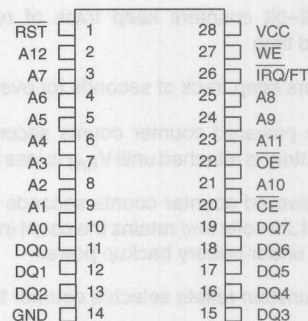 RST 1 28 VCC
A12 2 27 WE
A7 3 26 IRQ/FT
A6 4 25 A8
A5 5 24 A9
A4 6 23 A11
A3 7 22 OE
A2 8 21 A10
A1 9 20 CE
A0 10 19 DQ7
DQ0 11 18 DQ6
DQ1 12 17 DQ5
DQ2 13 16 DQ4
GND 14 15 DQ3